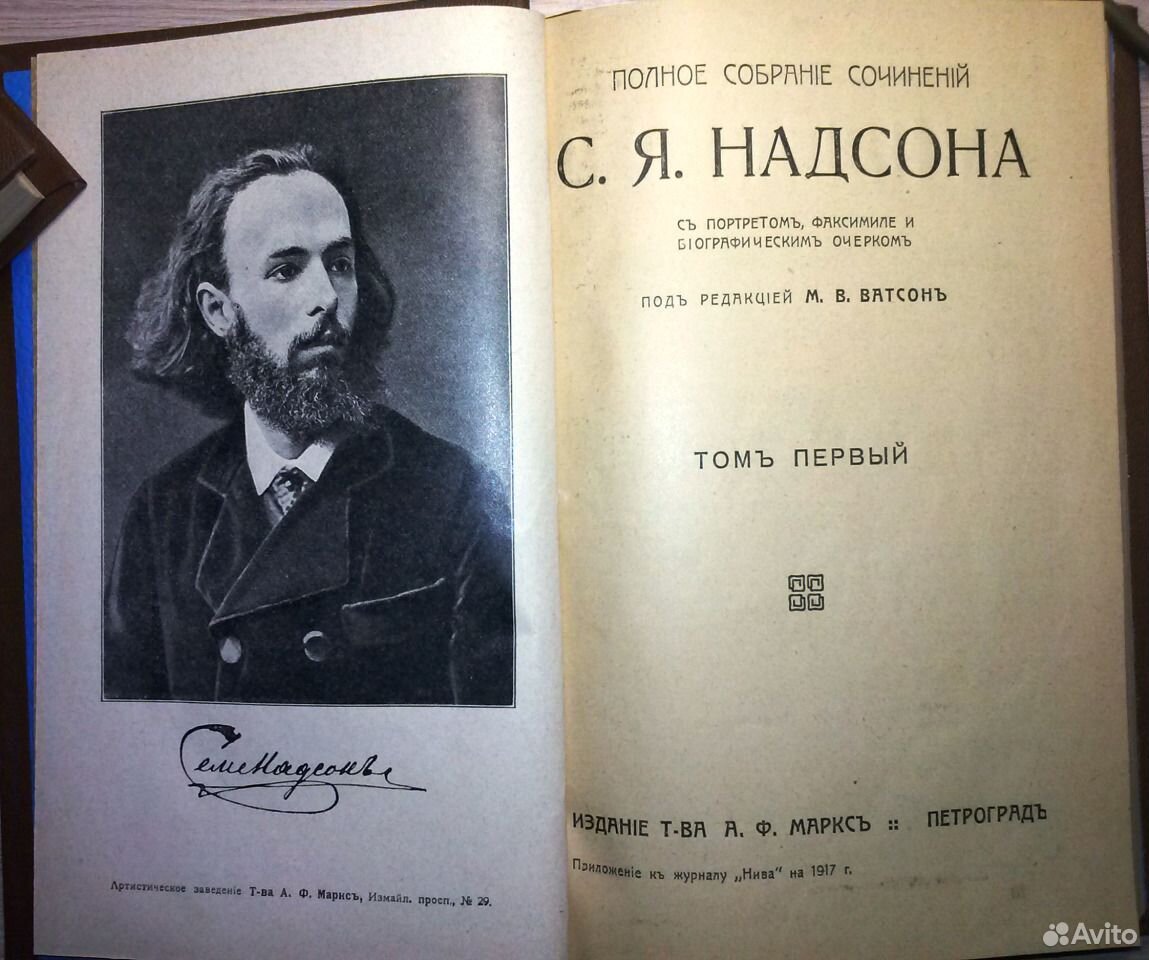 Семе Надсонъ
Артистическое заведеніе Т-ва А. Ф. Марксъ, Измайл. просп., № 29.
ПОЛНОЕ СОБРАНІЕ СОЧИНЕНІЙ
С. Я. НАДСОНА
СЪ ПОРТРЕТОМЪ, ФАКСИМИЛЕ И
БІОГРАФИЧЕСКИМЪ ОЧЕРКОМЪ
ПОДЪ РЕДАКЦІЕЙ М. В. ВАТСОНЪ
ТОМЪ ПЕРВЫЙ
ИЗДАНІЕ Т-ВА А. Ф. МАРКСЪ :: ПЕТРОГРАДЪ
Приложеніе къ журналу „Нива“ на 1917 г.
Avito